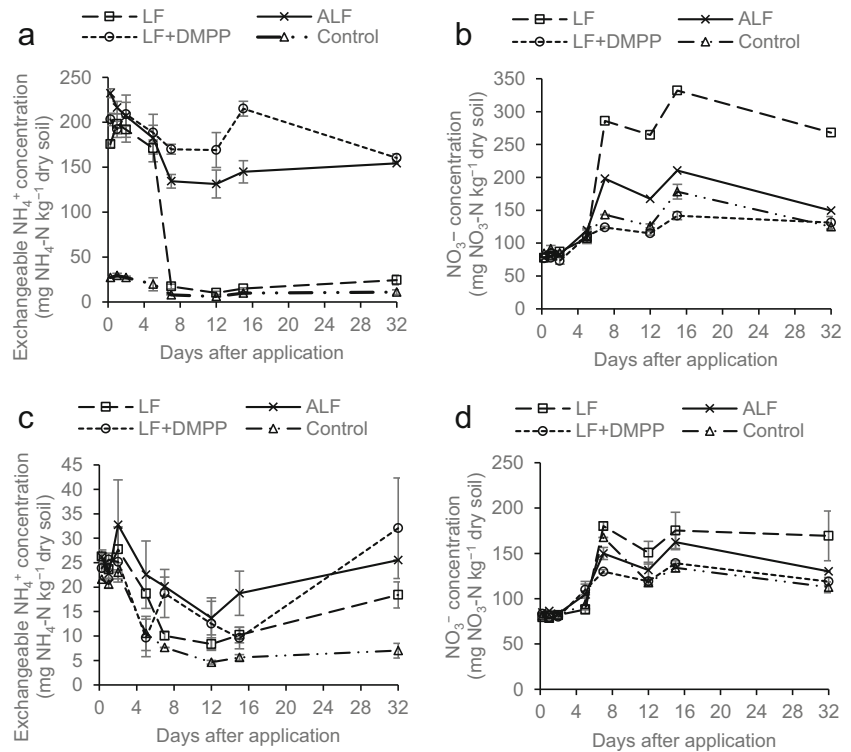 a
LF
ALF
LF+DMPP
Control
Exchangeable NH₄⁺ concentration
(mg NH₄-N kg⁻¹ dry soil)
250
200
150
100
50
0
0 4 8 12 16 20 24 28 32
Days after application
b
LF
ALF
LF+DMPP
Control
NO₃⁻ concentration
(mg NO₃-N kg⁻¹ dry soil)
350
300
250
200
150
100
50
0
0 4 8 12 16 20 24 28 32
Days after application
c
LF
ALF
LF+DMPP
Control
Exchangeable NH₄⁺ concentration
(mg NH₄-N kg⁻¹ dry soil)
45
40
35
30
25
20
15
10
5
0
0 4 8 12 16 20 24 28 32
Days after application
d
LF
ALF
LF+DMPP
Control
NO₃⁻ concentration
(mg NO₃-N kg⁻¹ dry soil)
250
200
150
100
50
0
0 4 8 12 16 20 24 28 32
Days after application